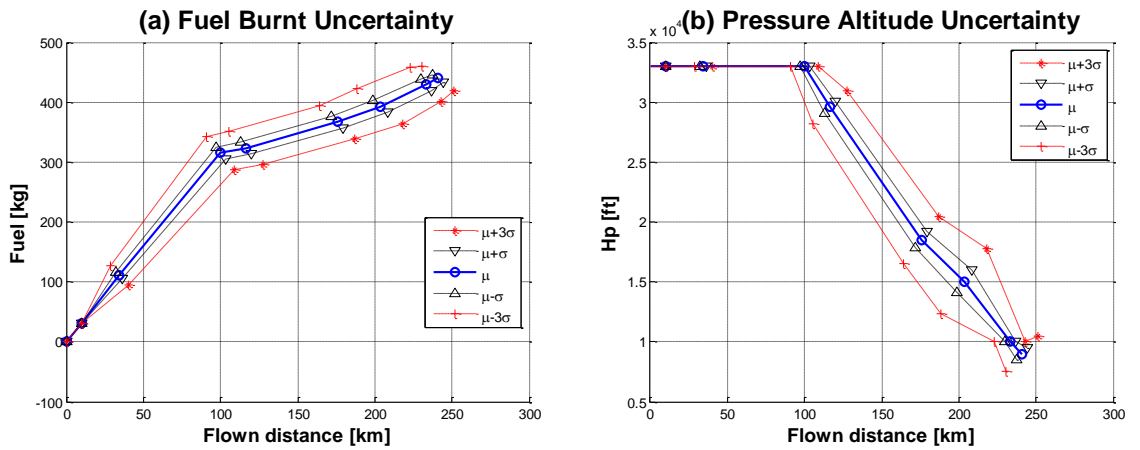 (a) Fuel Burnt Uncertainty
500
400
300
200
100
0
-100
0 50 100 150 200 250 300
Fuel [kg]
Flown distance [km]
μ+3σ
μ+σ
μ
μ-σ
μ-3σ
(b) Pressure Altitude Uncertainty
x 10⁴
3.5
3
2.5
2
1.5
1
0.5
0 50 100 150 200 250 300
Hp [ft]
Flown distance [km]
μ+3σ
μ+σ
μ
μ-σ
μ-3σ